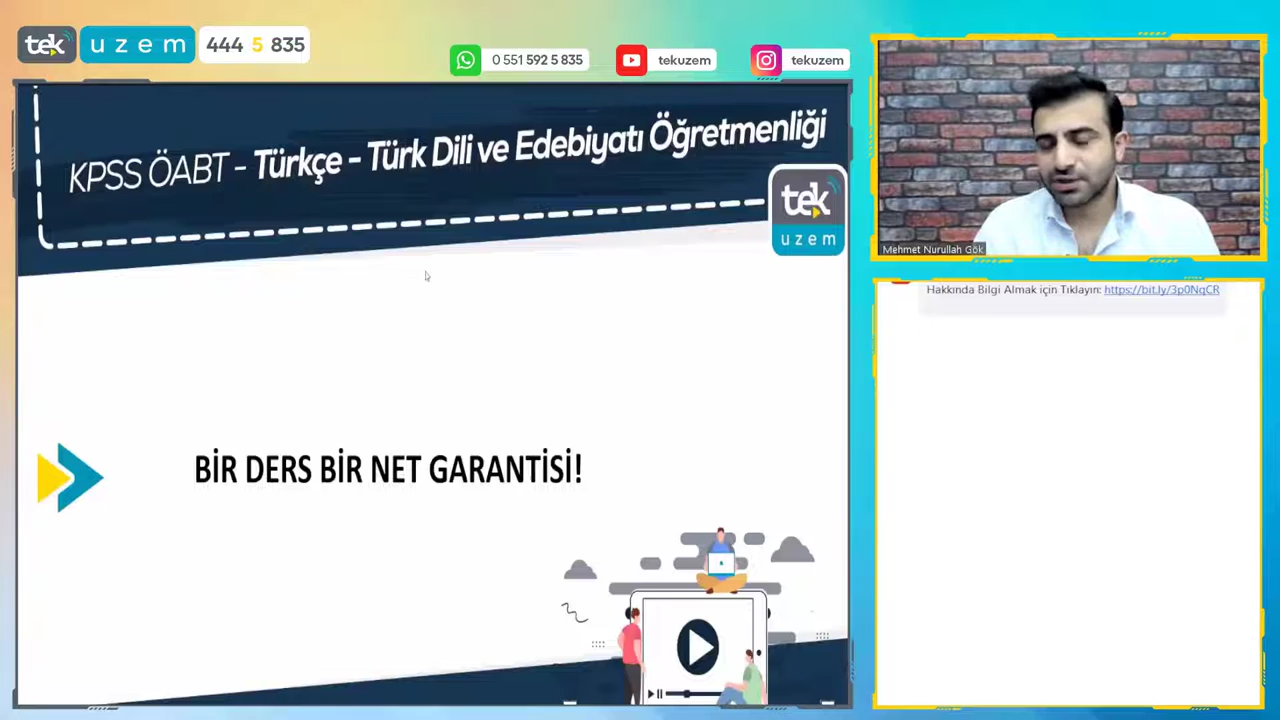 tek
uzem
444 5 835
0 551 592 5 835
tekuzem
tekuzem
KPSS ÖABT - Türkçe - Türk Dili ve Edebiyatı Öğretmenliği
tek
uzem
BİR DERS BİR NET GARANTİSİ!
Mehmet Nurullah Gök
Hakkında Bilgi Almak için Tıklayın: https://bit.ly/3p0NqCR